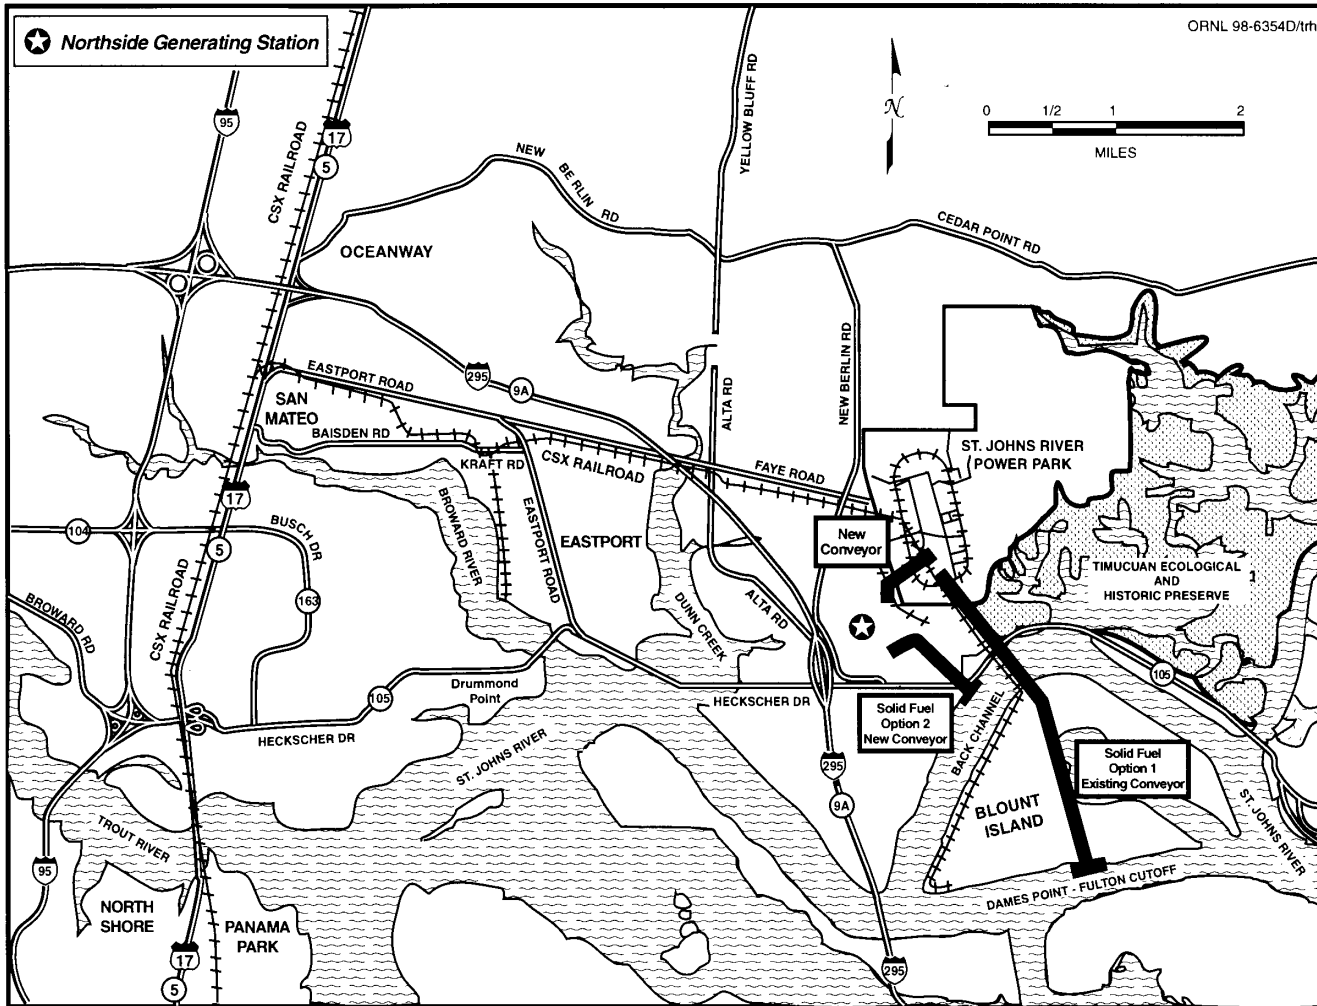 Northside Generating Station
ORNL 98-6354D/trh
95
17
5
CSX RAILROAD
YELLOW BLUFF RD
N
0 1/2 1 2
MILES
NEW BE RLIN RD
CEDAR POINT RD
OCEANWAY
295
9A
EASTPORT ROAD
SAN
MATEO
BAISDEN RD
KRAFT RD
CSX RAILROAD
ALTA RD
NEW BERLIN RD
FAYE ROAD
ST. JOHNS RIVER
POWER PARK
17
5
104
BUSCH DR
163
BROWARD RIVER
EASTPORT ROAD
EASTPORT
New
Conveyor
TIMUCUAN ECOLOGICAL
AND
HISTORIC PRESERVE
BROWARD RD
CSX RAILROAD
DUNN CREEK
ALTA RD
105
Drummond
Point
105
HECKSCHER DR
HECKSCHER DR
Solid Fuel
Option 2
New Conveyor
BACK CHANNEL
Solid Fuel
Option 1
Existing Conveyor
ST. JOHNS RIVER
295
9A
BLOUNT
ISLAND
ST. JOHNS RIVER
TROUT RIVER
95
DAMES POINT - FULTON CUTOFF
NORTH
SHORE
PANAMA
PARK
17
5
295